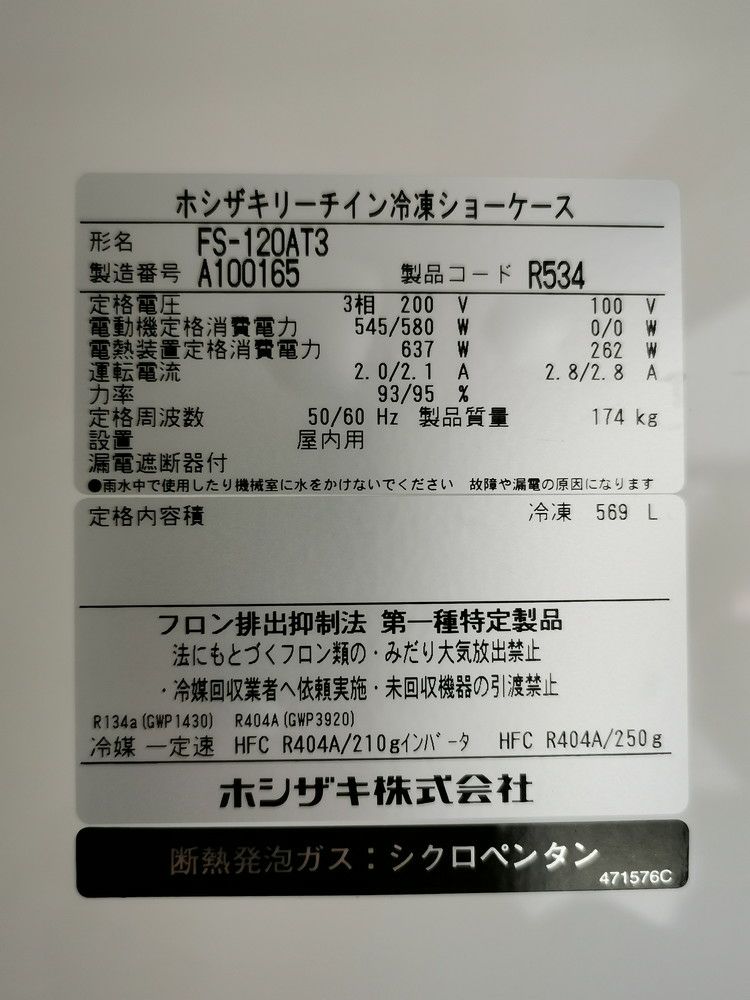 ホシザキリーチイン冷凍ショーケース
形名 FS-120AT3
製造番号 A100165 製品コード R534
定格電圧 3相 200 V 100 V
電動機定格消費電力 545/580 W 0/0 W
電熱装置定格消費電力 637 W 262 W
運転電流 2.0/2.1 A 2.8/2.8 A
力率 93/95 %
定格周波数 50/60 Hz 製品質量 174 kg
設置 屋内用
漏電遮断器付
●雨水中で使用したり機械室に水をかけないでください 故障や漏電の原因になります
定格内容積 冷凍 569 L
フロン排出抑制法 第一種特定製品
法にもとづくフロン類の・みだり大気放出禁止
・冷媒回収業者へ依頼実施・未回収機器の引渡禁止
R134a(GWP1430) R404A(GWP3920)
冷媒 一定速 HFC R404A/210gインバータ HFC R404A/250g
ホシザキ株式会社
断熱発泡ガス：シクロペンタン
471576C